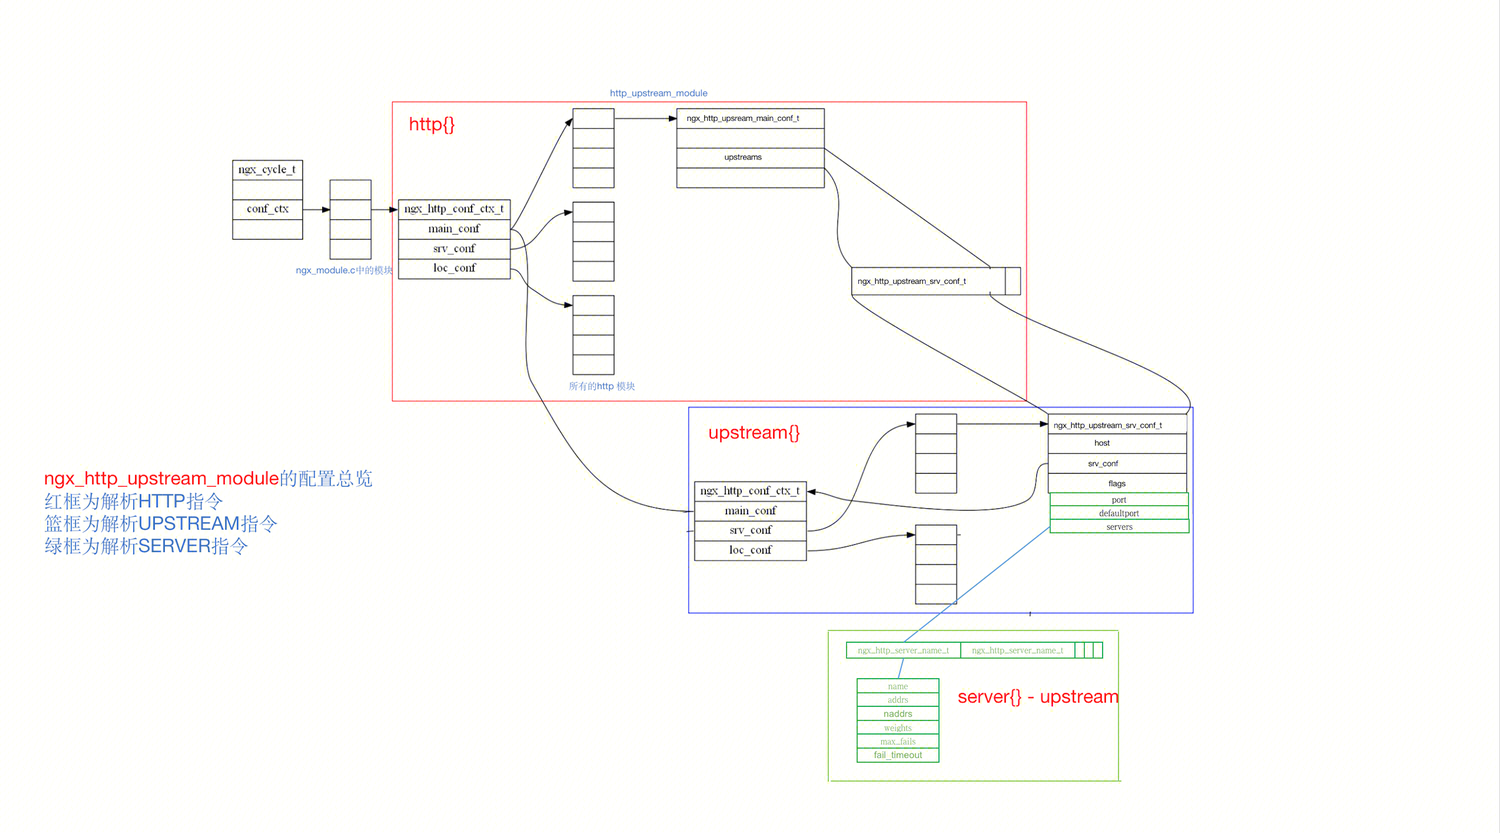 http_upstream_module
http{}
ngx_http_upsream_main_conf_t
upstreams
ngx_cycle_t
conf_ctx
ngx_module.c中的模块
ngx_http_conf_ctx_t
main_conf
srv_conf
loc_conf
ngx_http_upstream_srv_conf_t
所有的http 模块
upstream{}
ngx_http_upstream_srv_conf_t
host
srv_conf
flags
port
defaultport
servers
ngx_http_conf_ctx_t
main_conf
srv_conf
loc_conf
ngx_http_upstream_module的配置总览
红框为解析HTTP指令
篮框为解析UPSTREAM指令
绿框为解析SERVER指令
ngx_http_server_name_t ngx_http_server_name_t
name
addrs
naddrs
weights
max_fails
fail_timeout
server{} - upstream